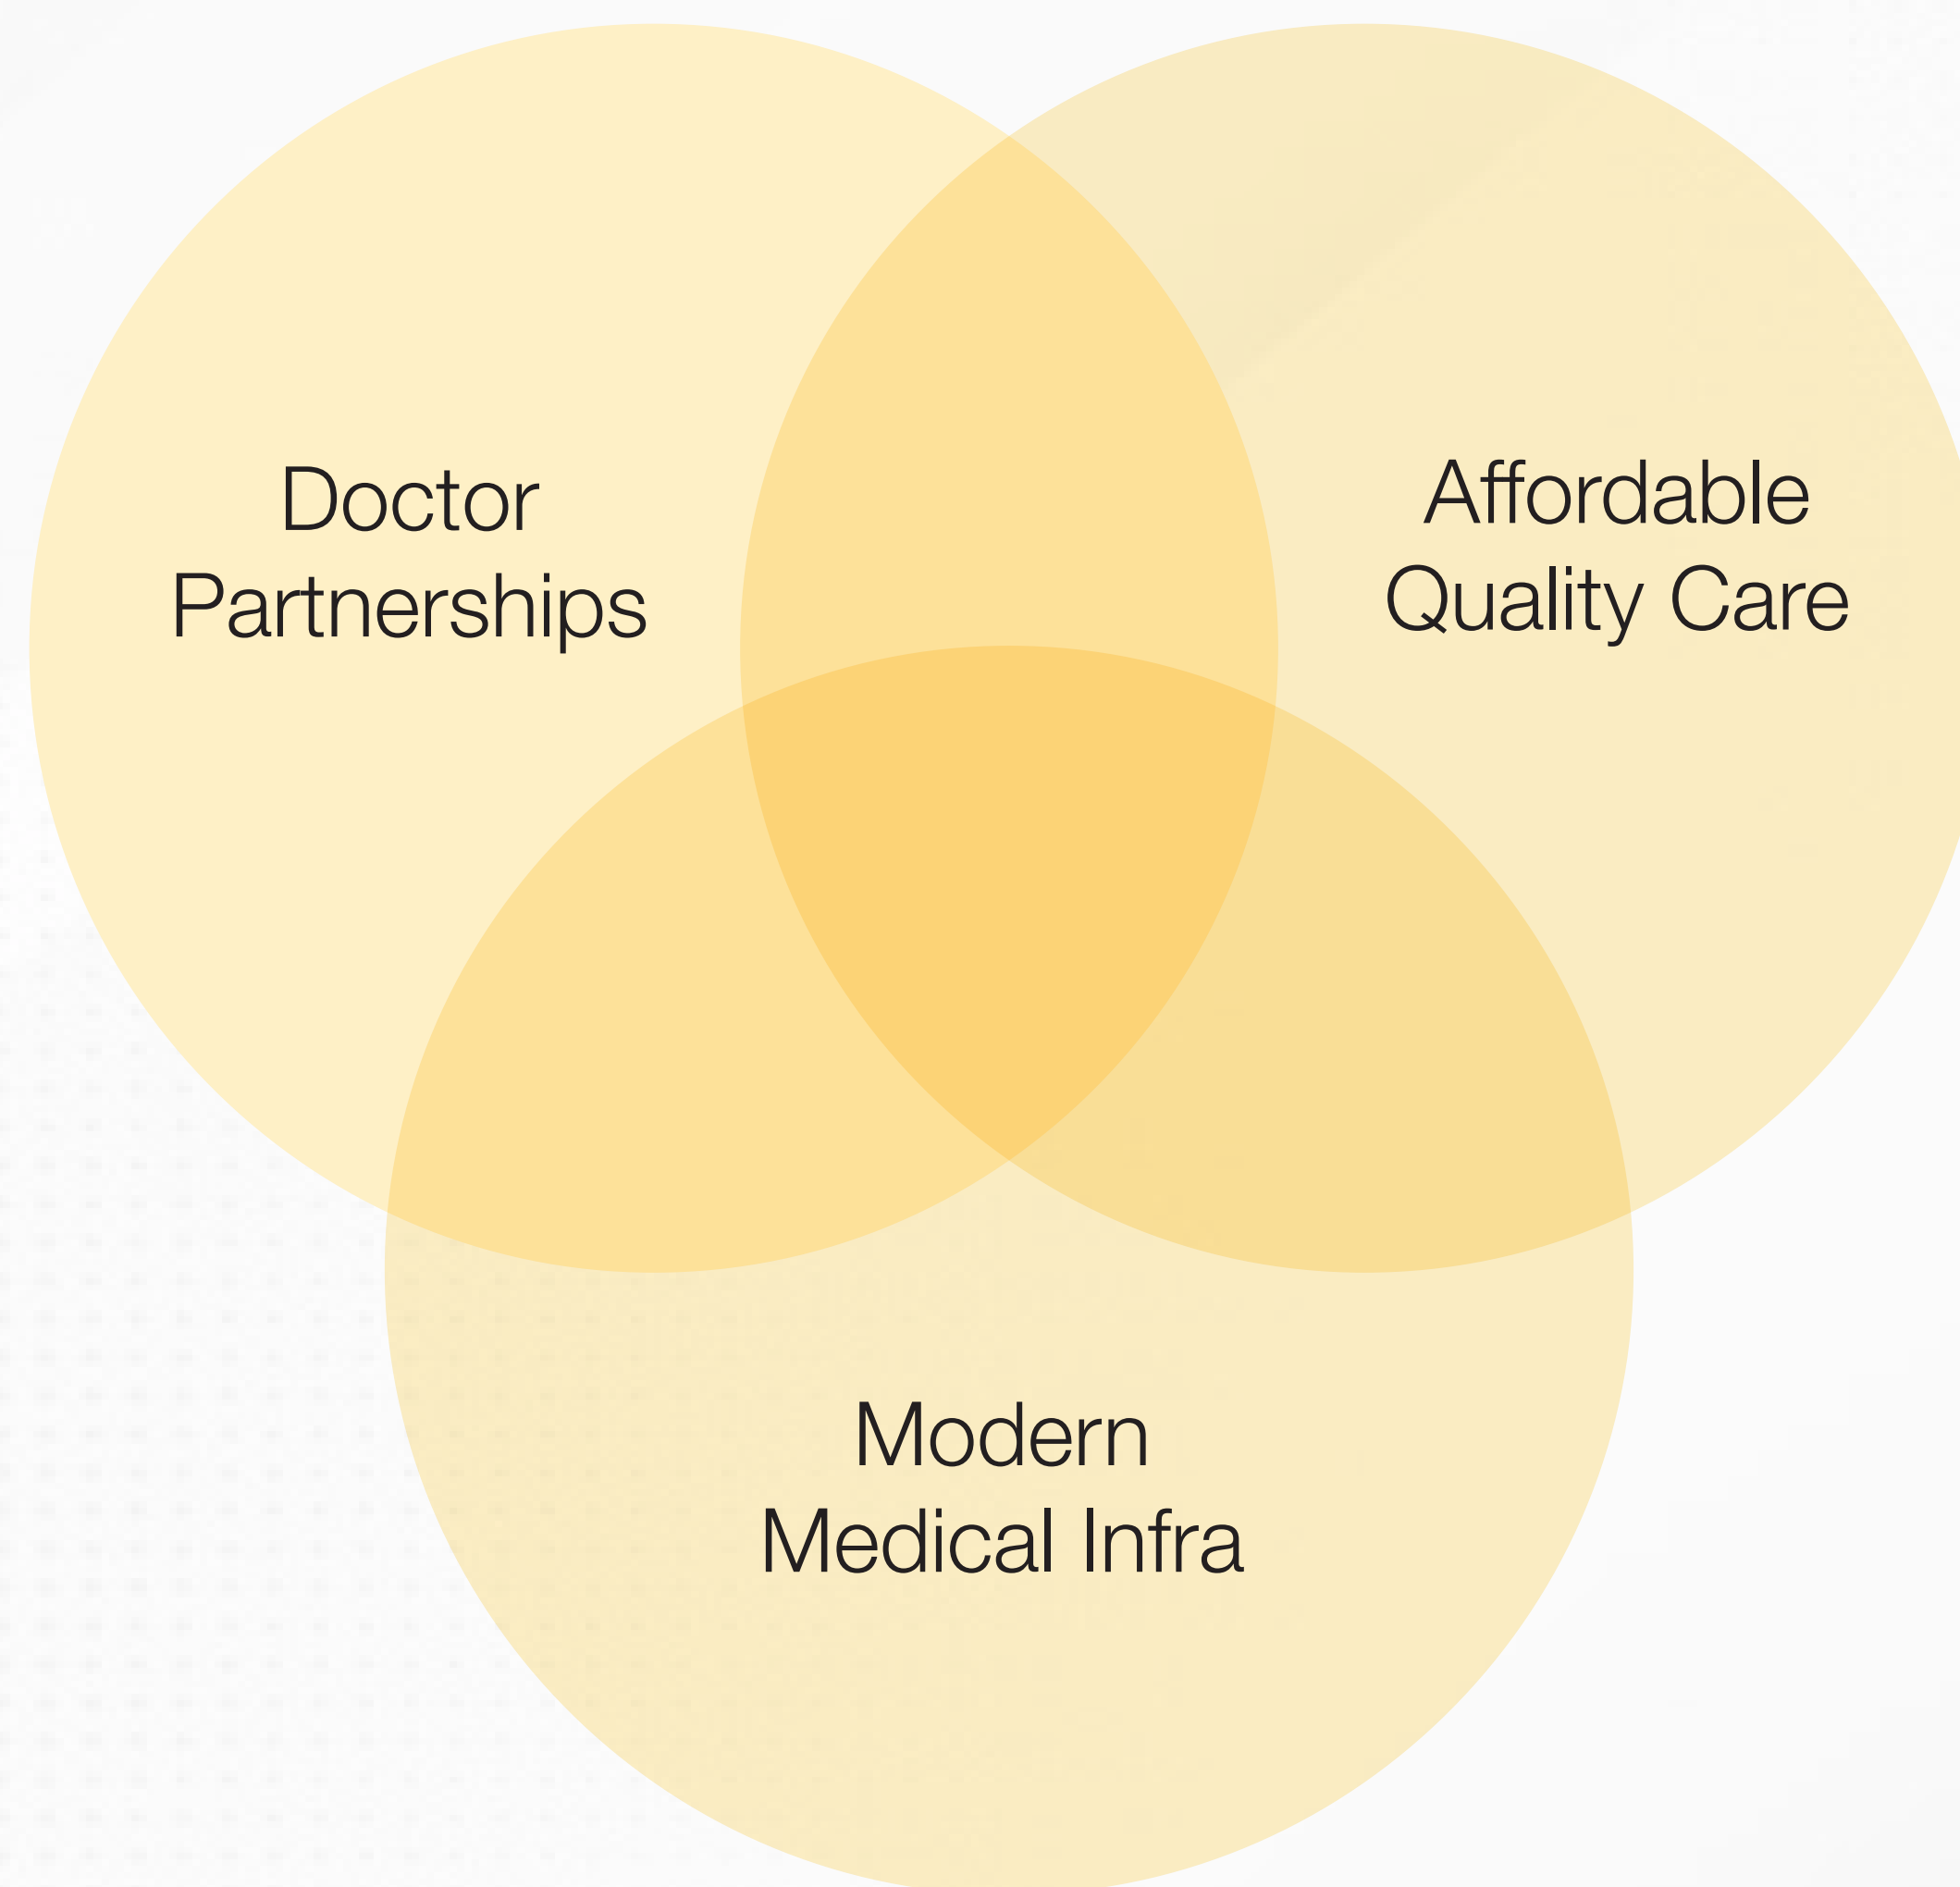 Doctor
Partnerships
Affordable
Quality Care
Modern
Medical Infra